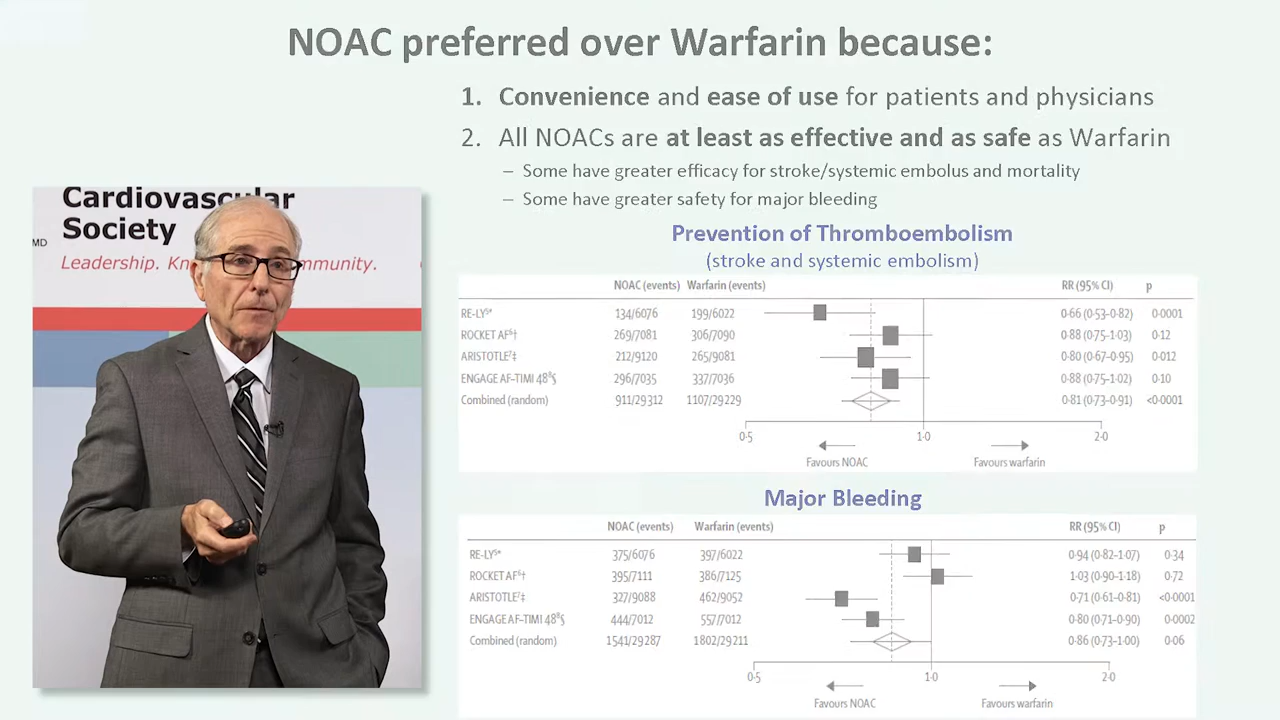 NOAC preferred over Warfarin because:
1. Convenience and ease of use for patients and physicians
2. All NOACs are at least as effective and as safe as Warfarin
– Some have greater efficacy for stroke/systemic embolus and mortality
– Some have greater safety for major bleeding
Cardiovascular
Society
MD
Leadership. Kn mmunity.
Prevention of Thromboembolism
(stroke and systemic embolism)
NOAC (events) Warfarin (events) RR (95% CI) p
RE-LY⁵* 134/6076 199/6022 0·66 (0·53–0·82) 0·0001
ROCKET AF⁶† 269/7081 306/7090 0·88 (0·75–1·03) 0·12
ARISTOTLE⁷‡ 212/9120 265/9081 0·80 (0·67–0·95) 0·012
ENGAGE AF–TIMI 48⁸§ 296/7035 337/7036 0·88 (0·75–1·02) 0·10
Combined (random) 911/29312 1107/29229 0·81 (0·73–0·91) <0·0001
0·5 1·0 2·0
Favours NOAC Favours warfarin
Major Bleeding
NOAC (events) Warfarin (events) RR (95% CI) p
RE-LY⁵* 375/6076 397/6022 0·94 (0·82–1·07) 0·34
ROCKET AF⁶† 395/7111 386/7125 1·03 (0·90–1·18) 0·72
ARISTOTLE⁷‡ 327/9088 462/9052 0·71 (0·61–0·81) <0·0001
ENGAGE AF–TIMI 48⁸§ 444/7012 557/7012 0·80 (0·71–0·90) 0·0002
Combined (random) 1541/29287 1802/29211 0·86 (0·73–1·00) 0·06
0·5 1·0 2·0
Favours NOAC Favours warfarin